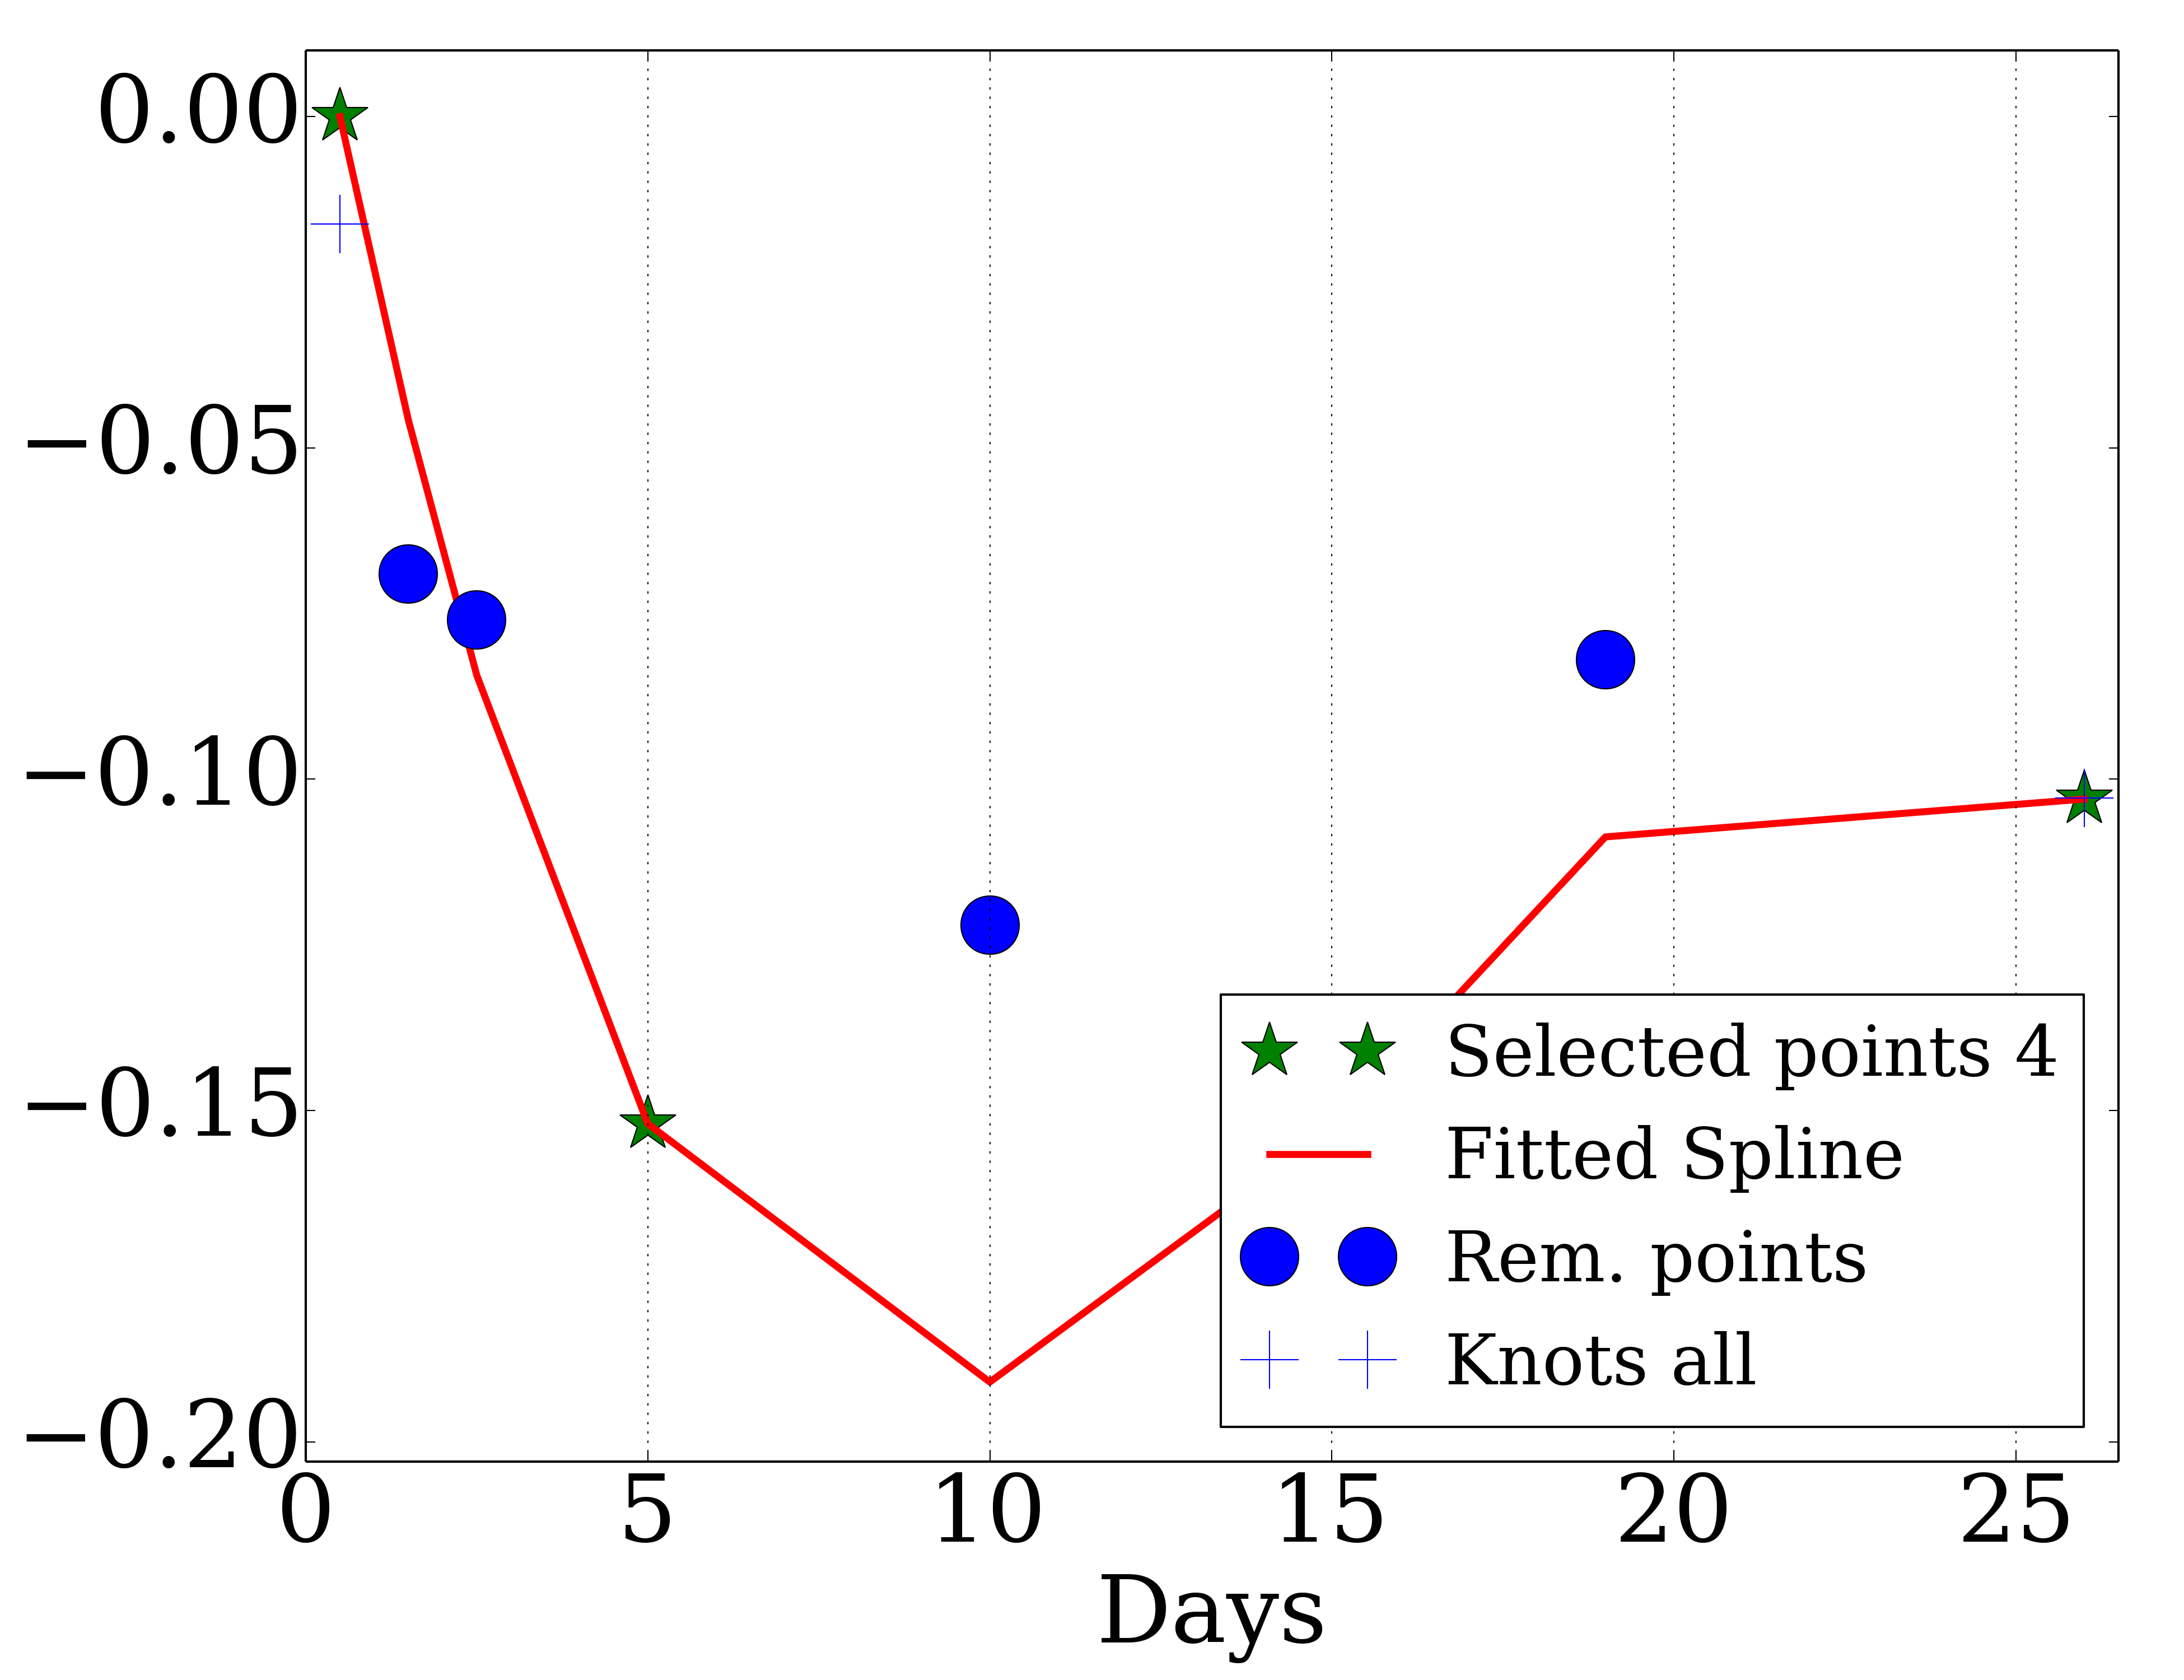 0.00
−0.05
−0.10
−0.15
−0.20
0 5 10 15 20 25
Days
Selected points 4
Fitted Spline
Rem. points
Knots all